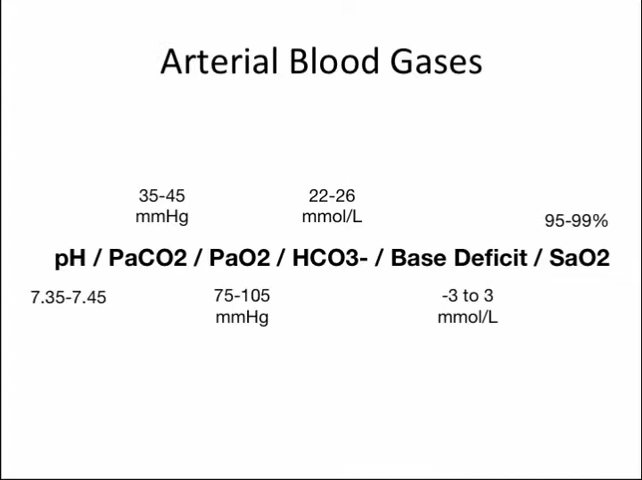 Arterial Blood Gases
35-45
mmHg
22-26
mmol/L
95-99%
pH / PaCO2 / PaO2 / HCO3- / Base Deficit / SaO2
7.35-7.45
75-105
mmHg
-3 to 3
mmol/L